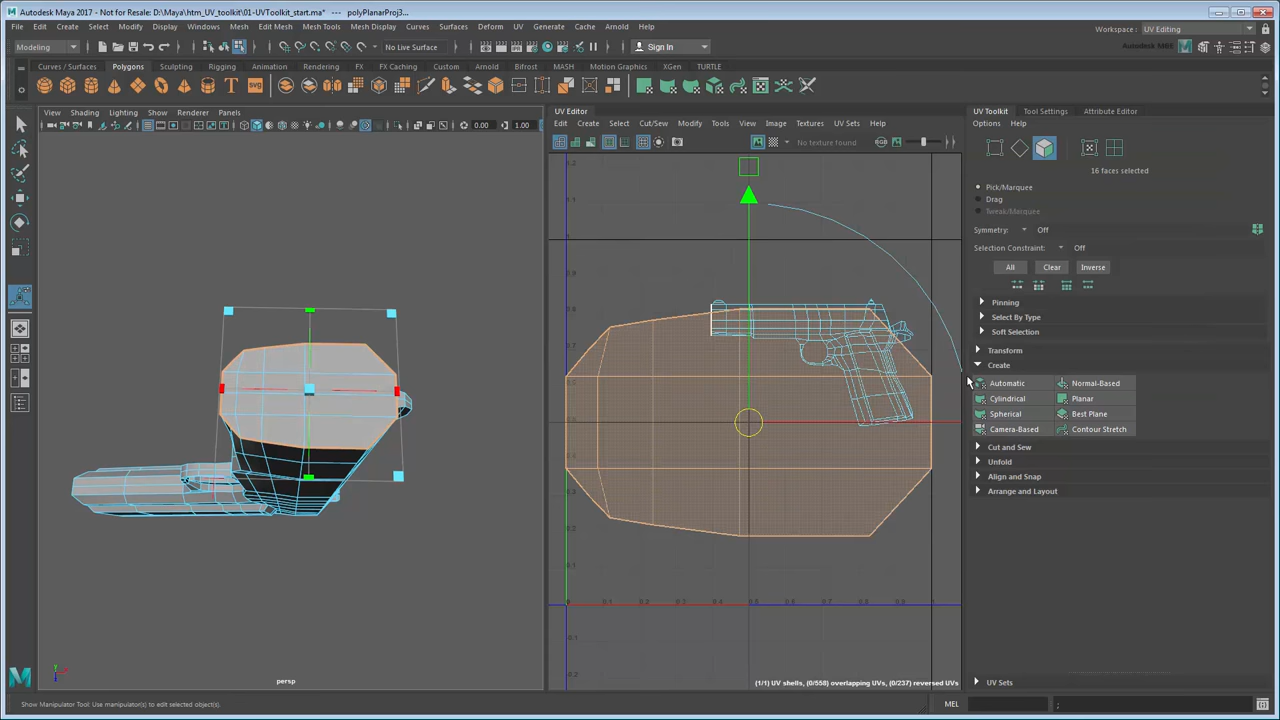 Autodesk Maya 2017 - Not for Resale: D:\Maya\htm_UV_toolkit\01-UVToolkit_start.ma* --- polyPlanarProj3...
File Edit Create Select Modify Display Windows Mesh Edit Mesh Mesh Tools Mesh Display Curves Surfaces Deform UV Generate Cache Arnold Help
Workspace: UV Editing
Modeling No Live Surface Sign In Autodesk MIBE
Curves / Surfaces Polygons Sculpting Rigging Animation Rendering FX FX Caching Custom Arnold Bifrost MASH Motion Graphics XGen TURTLE
View Shading Lighting Show Renderer Panels
0.00 1.00
persp
UV Editor
Edit Create Select Cut/Sew Modify Tools View Image Textures UV Sets Help
No texture found
(1/1) UV shells, (0/558) overlapping UVs, (0/237) reversed UVs
UV Toolkit Tool Settings Attribute Editor
Options Help
16 faces selected
Pick/Marquee
Drag
Tweak/Marquee
Symmetry: Off
Selection Constraint: Off
All Clear Inverse
Pinning
Select By Type
Soft Selection
Transform
Create
Automatic Normal-Based
Cylindrical Planar
Spherical Best Plane
Camera-Based Contour Stretch
Cut and Sew
Unfold
Align and Snap
Arrange and Layout
UV Sets
Show Manipulator Tool: Use manipulator(s) to edit selected object(s).
MEL ;